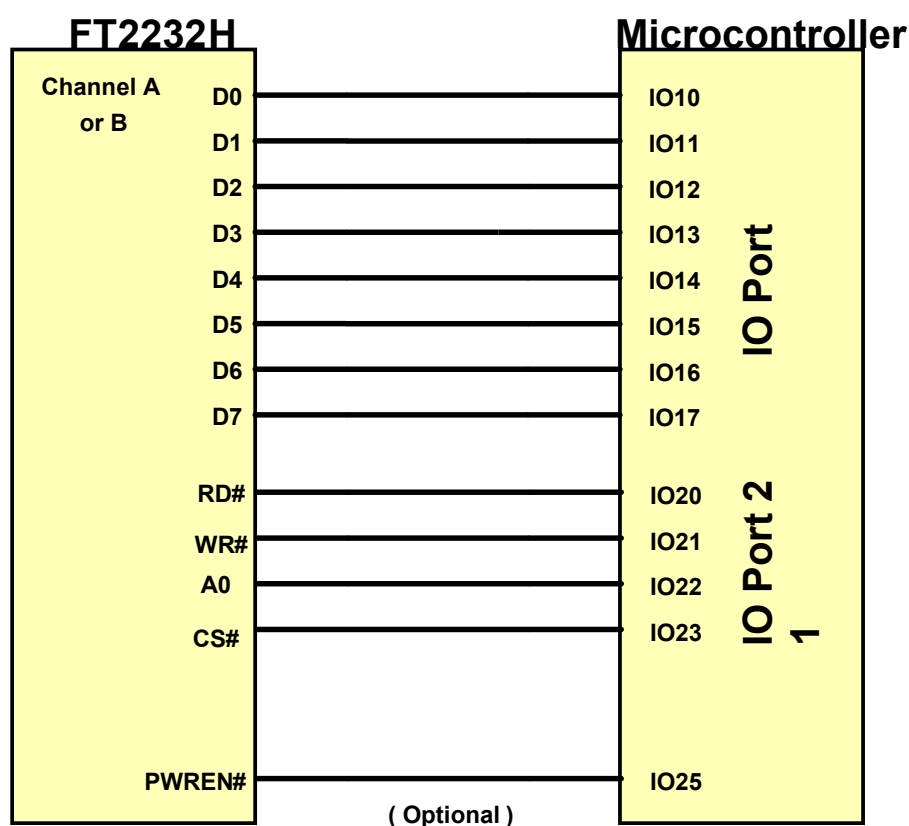 FT2232H
Microcontroller
Channel A
or B
D0
IO10
D1
IO11
D2
IO12
D3
IO13
D4
IO14
D5
IO15
D6
IO16
D7
IO17
IO Port
RD#
IO20
WR#
IO21
A0
IO22
CS#
IO23
IO Port 2
1
PWREN#
IO25
( Optional )